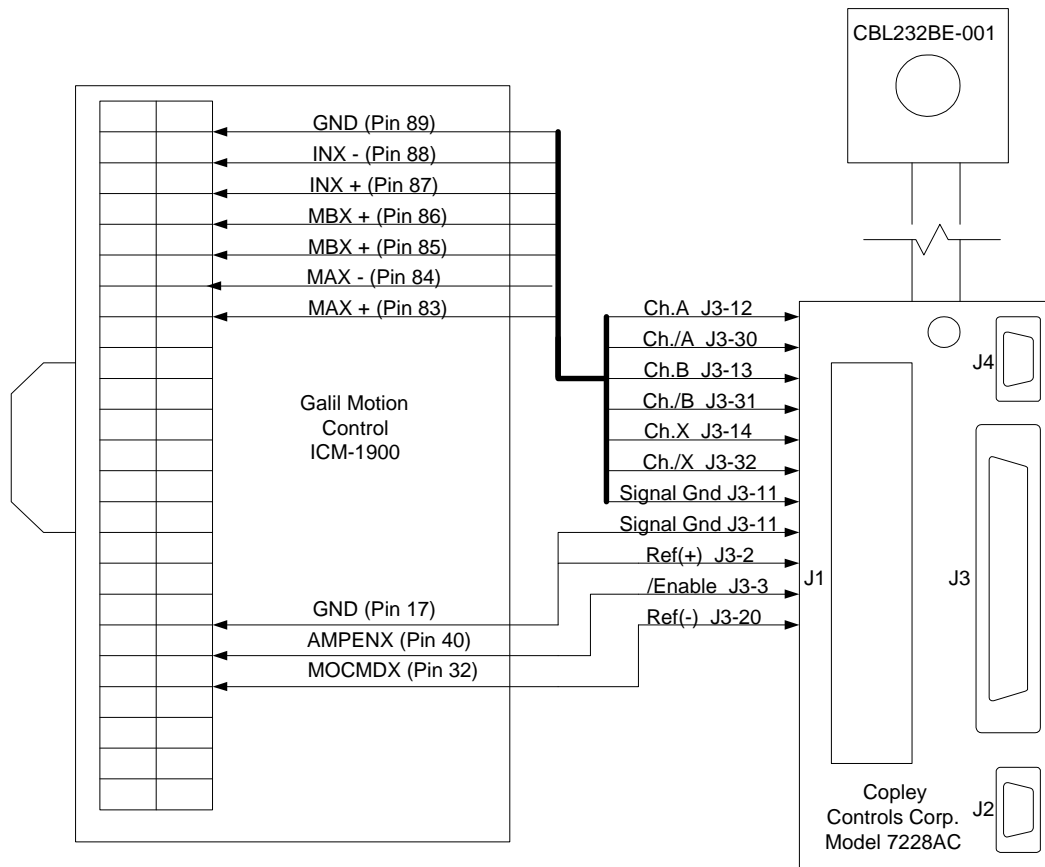 CBL232BE-001
GND (Pin 89)
INX - (Pin 88)
INX + (Pin 87)
MBX + (Pin 86)
MBX + (Pin 85)
MAX - (Pin 84)
MAX + (Pin 83)
Galil Motion
Control
ICM-1900
Ch.A J3-12
Ch./A J3-30
Ch.B J3-13
Ch./B J3-31
Ch.X J3-14
Ch./X J3-32
Signal Gnd J3-11
Signal Gnd J3-11
Ref(+) J3-2
/Enable J3-3
Ref(-) J3-20
GND (Pin 17)
AMPENX (Pin 40)
MOCMDX (Pin 32)
J4
J1
J3
J2
Copley
Controls Corp.
Model 7228AC